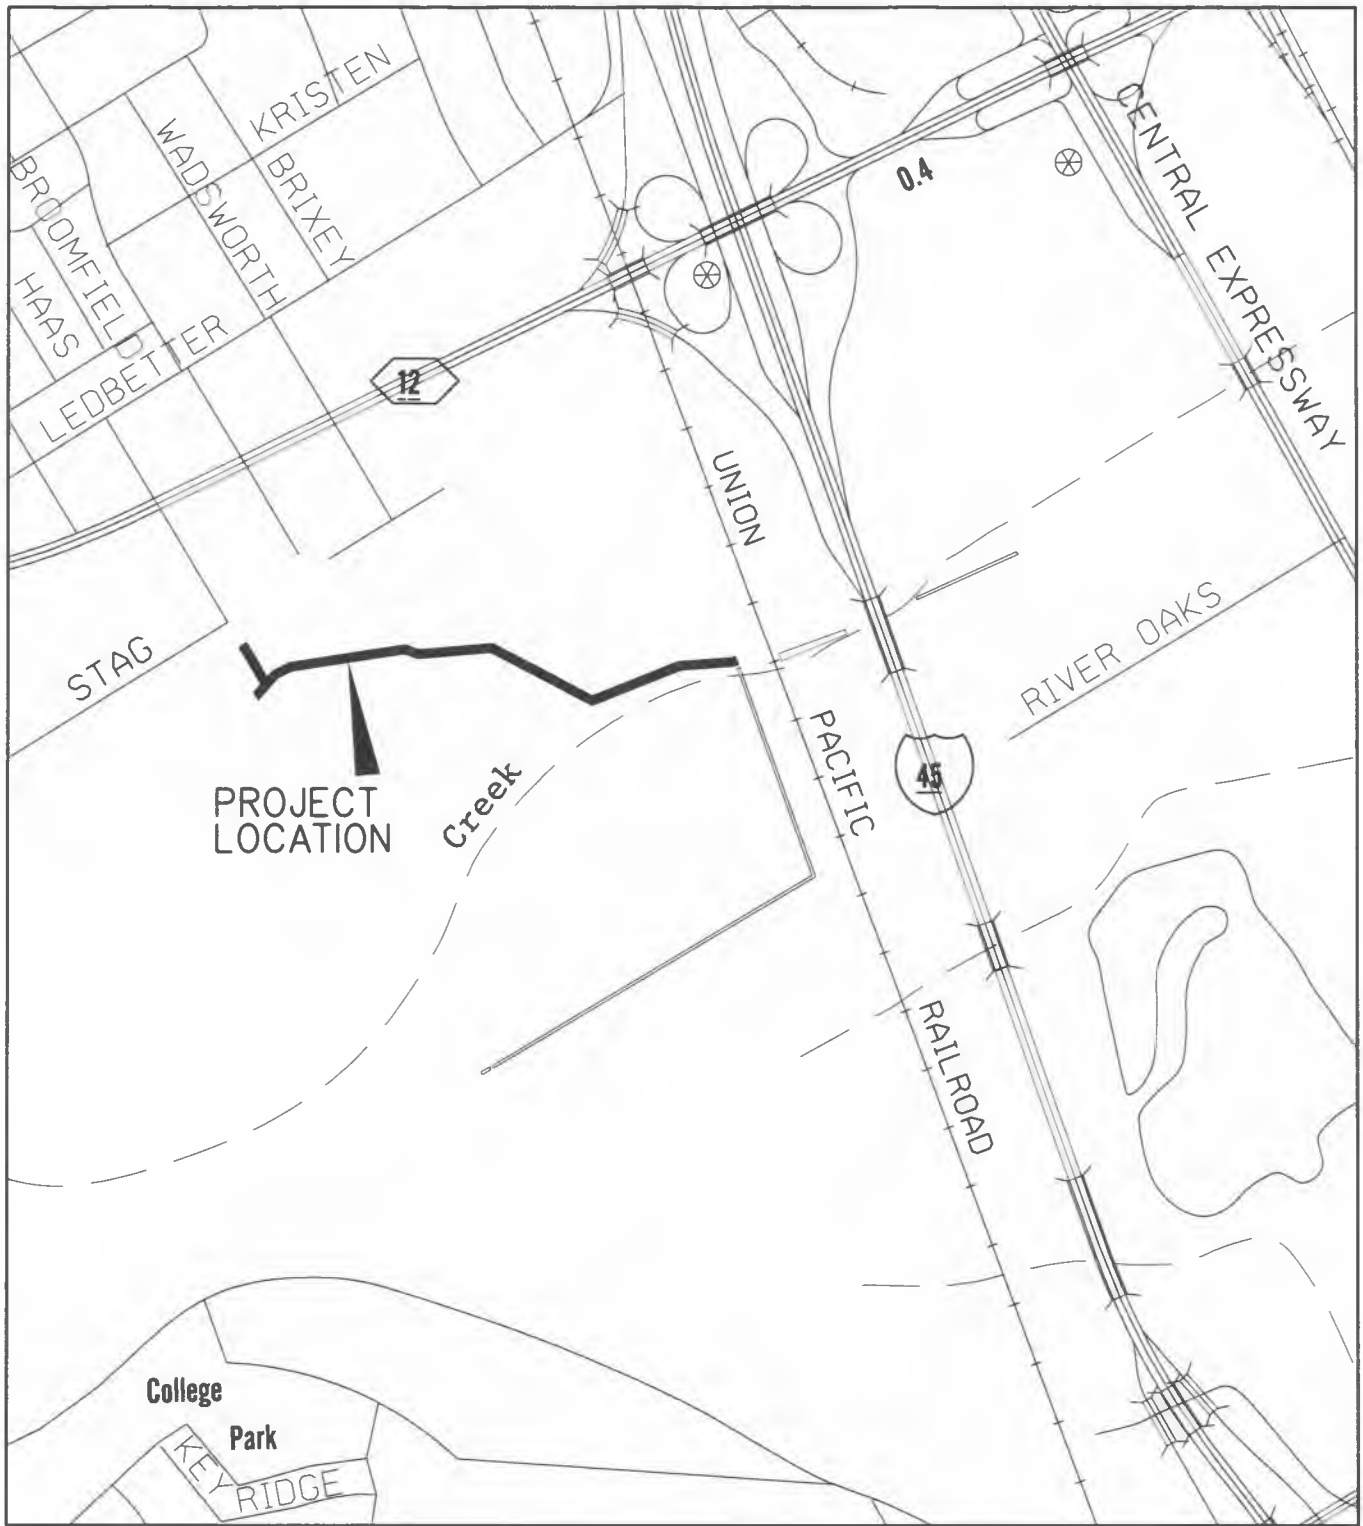 KRISTEN
CENTRAL EXPRESSWAY
WADSWORTH
BROOMFIELD
BRIXEY
0.4
HAAS
LEDBETTER
12
UNION
STAG
RIVER OAKS
PACIFIC
45
Creek
PROJECT
LOCATION
RAILROAD
College
Park
KEY
RIDGE